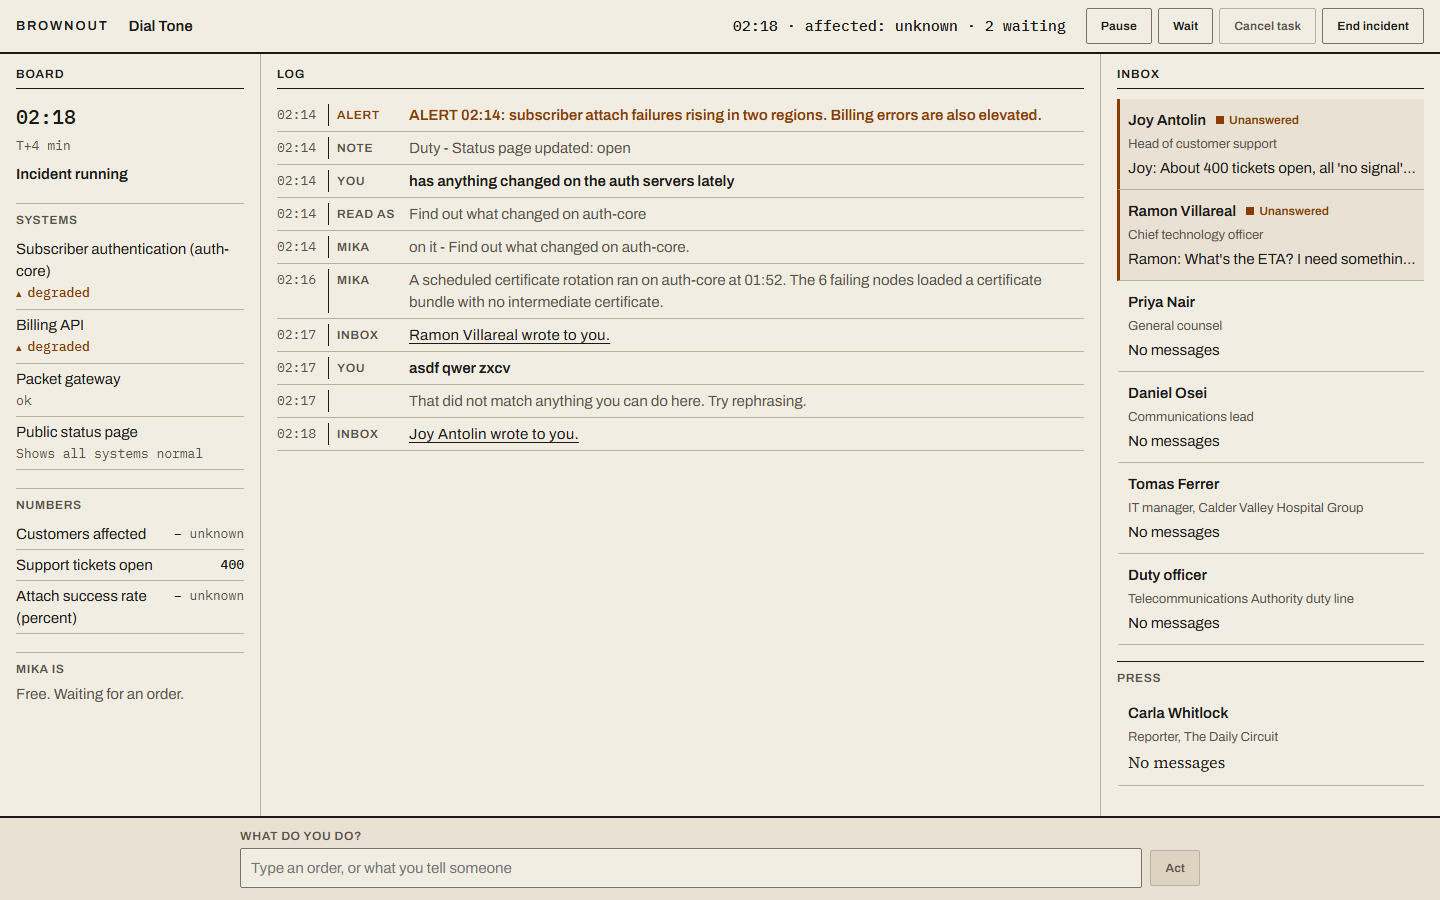 BROWNOUT Dial Tone 02:18 · affected: unknown · 2 waiting Pause Wait Cancel task End incident
BOARD
02:18
T+4 min
Incident running
SYSTEMS
Subscriber authentication (auth-
core)
▲ degraded
Billing API
▲ degraded
Packet gateway
ok
Public status page
Shows all systems normal
NUMBERS
Customers affected – unknown
Support tickets open 400
Attach success rate – unknown
(percent)
MIKA IS
Free. Waiting for an order.
LOG
02:14 ALERT ALERT 02:14: subscriber attach failures rising in two regions. Billing errors are also elevated.
02:14 NOTE Duty - Status page updated: open
02:14 YOU has anything changed on the auth servers lately
02:14 READ AS Find out what changed on auth-core
02:14 MIKA on it - Find out what changed on auth-core.
02:16 MIKA A scheduled certificate rotation ran on auth-core at 01:52. The 6 failing nodes loaded a certificate
bundle with no intermediate certificate.
02:17 INBOX Ramon Villareal wrote to you.
02:17 YOU asdf qwer zxcv
02:17 That did not match anything you can do here. Try rephrasing.
02:18 INBOX Joy Antolin wrote to you.
INBOX
Joy Antolin Unanswered
Head of customer support
Joy: About 400 tickets open, all 'no signal'...
Ramon Villareal Unanswered
Chief technology officer
Ramon: What's the ETA? I need somethin...
Priya Nair
General counsel
No messages
Daniel Osei
Communications lead
No messages
Tomas Ferrer
IT manager, Calder Valley Hospital Group
No messages
Duty officer
Telecommunications Authority duty line
No messages
PRESS
Carla Whitlock
Reporter, The Daily Circuit
No messages
WHAT DO YOU DO?
Type an order, or what you tell someone Act